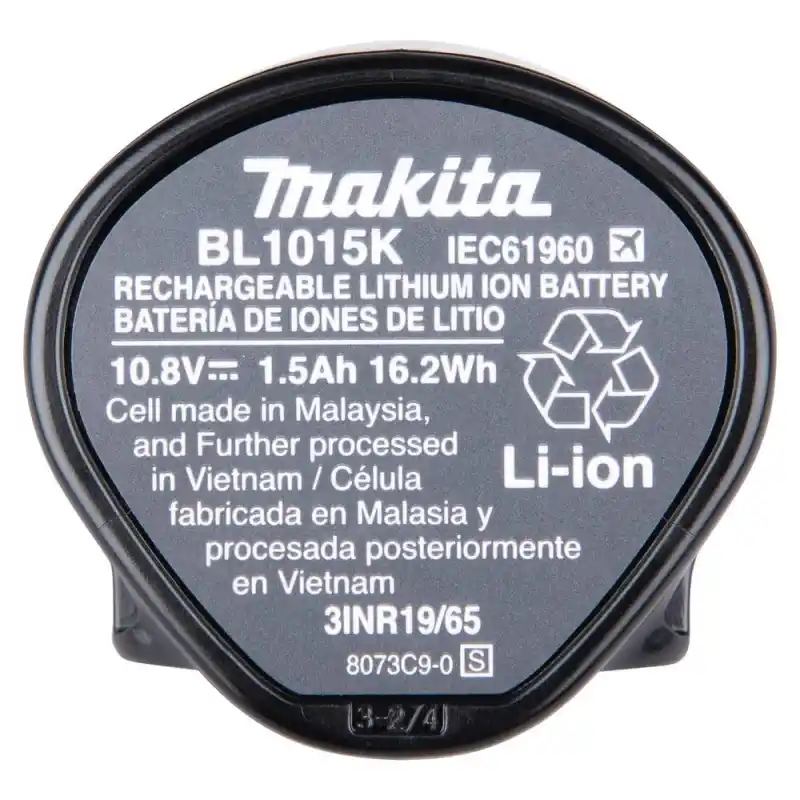 makita
BL1015K IEC61960
RECHARGEABLE LITHIUM ION BATTERY
BATERÍA DE IONES DE LITIO
10.8V⎓ 1.5Ah 16.2Wh
Cell made in Malaysia,
and Further processed
in Vietnam / Célula
fabricada en Malasia y
procesada posteriormente
en Vietnam
Li-ion
3INR19/65
8073C9-0 S
3-2/4